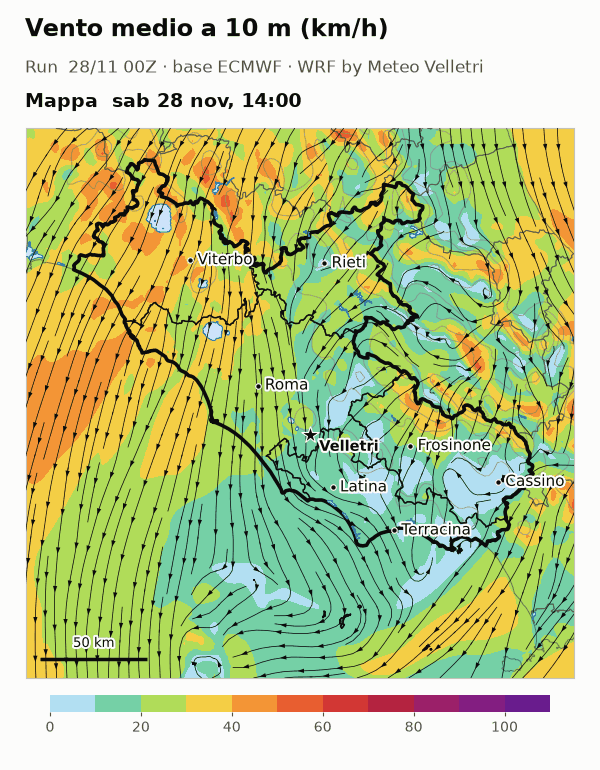 Vento medio a 10 m (km/h)
Run  28/11 00Z · base ECMWF · WRF by Meteo Velletri
Mappa  sab 28 nov, 14:00
Viterbo
Rieti
Roma
Velletri
Frosinone
Latina
Cassino
Terracina
50 km
0 20 40 60 80 100